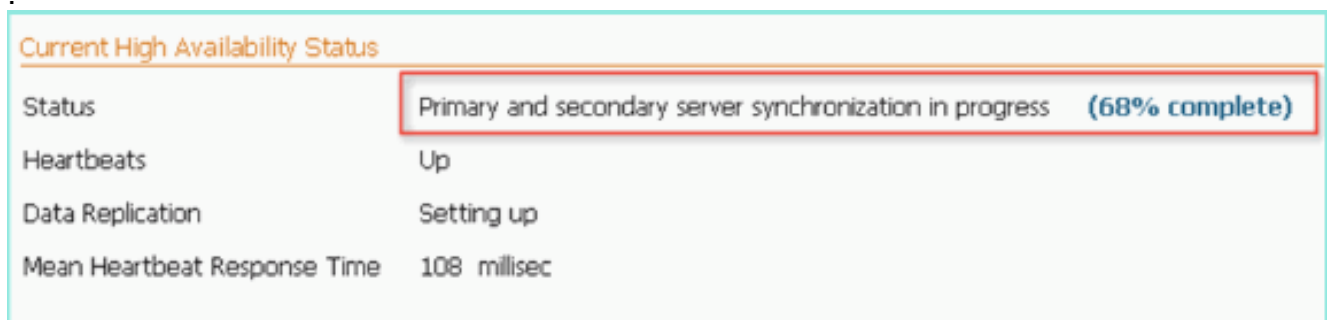 .
Current High Availability Status
Status Primary and secondary server synchronization in progress (68% complete)
Heartbeats Up
Data Replication Setting up
Mean Heartbeat Response Time 108 millisec